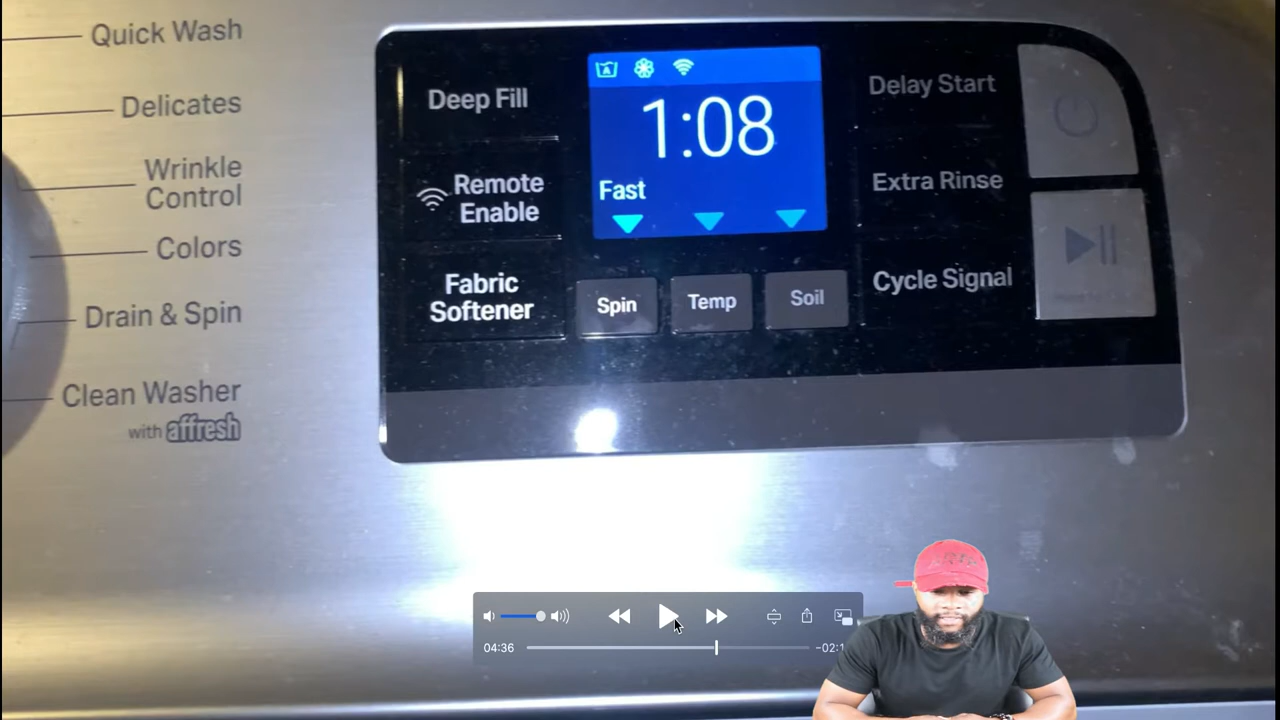 Quick Wash
Delicates
Wrinkle
Control
Colors
Drain & Spin
Clean Washer
with affresh
Deep Fill
Remote
Enable
Fabric
Softener
1:08
Fast
Spin
Temp
Soil
Delay Start
Extra Rinse
Cycle Signal
04:36